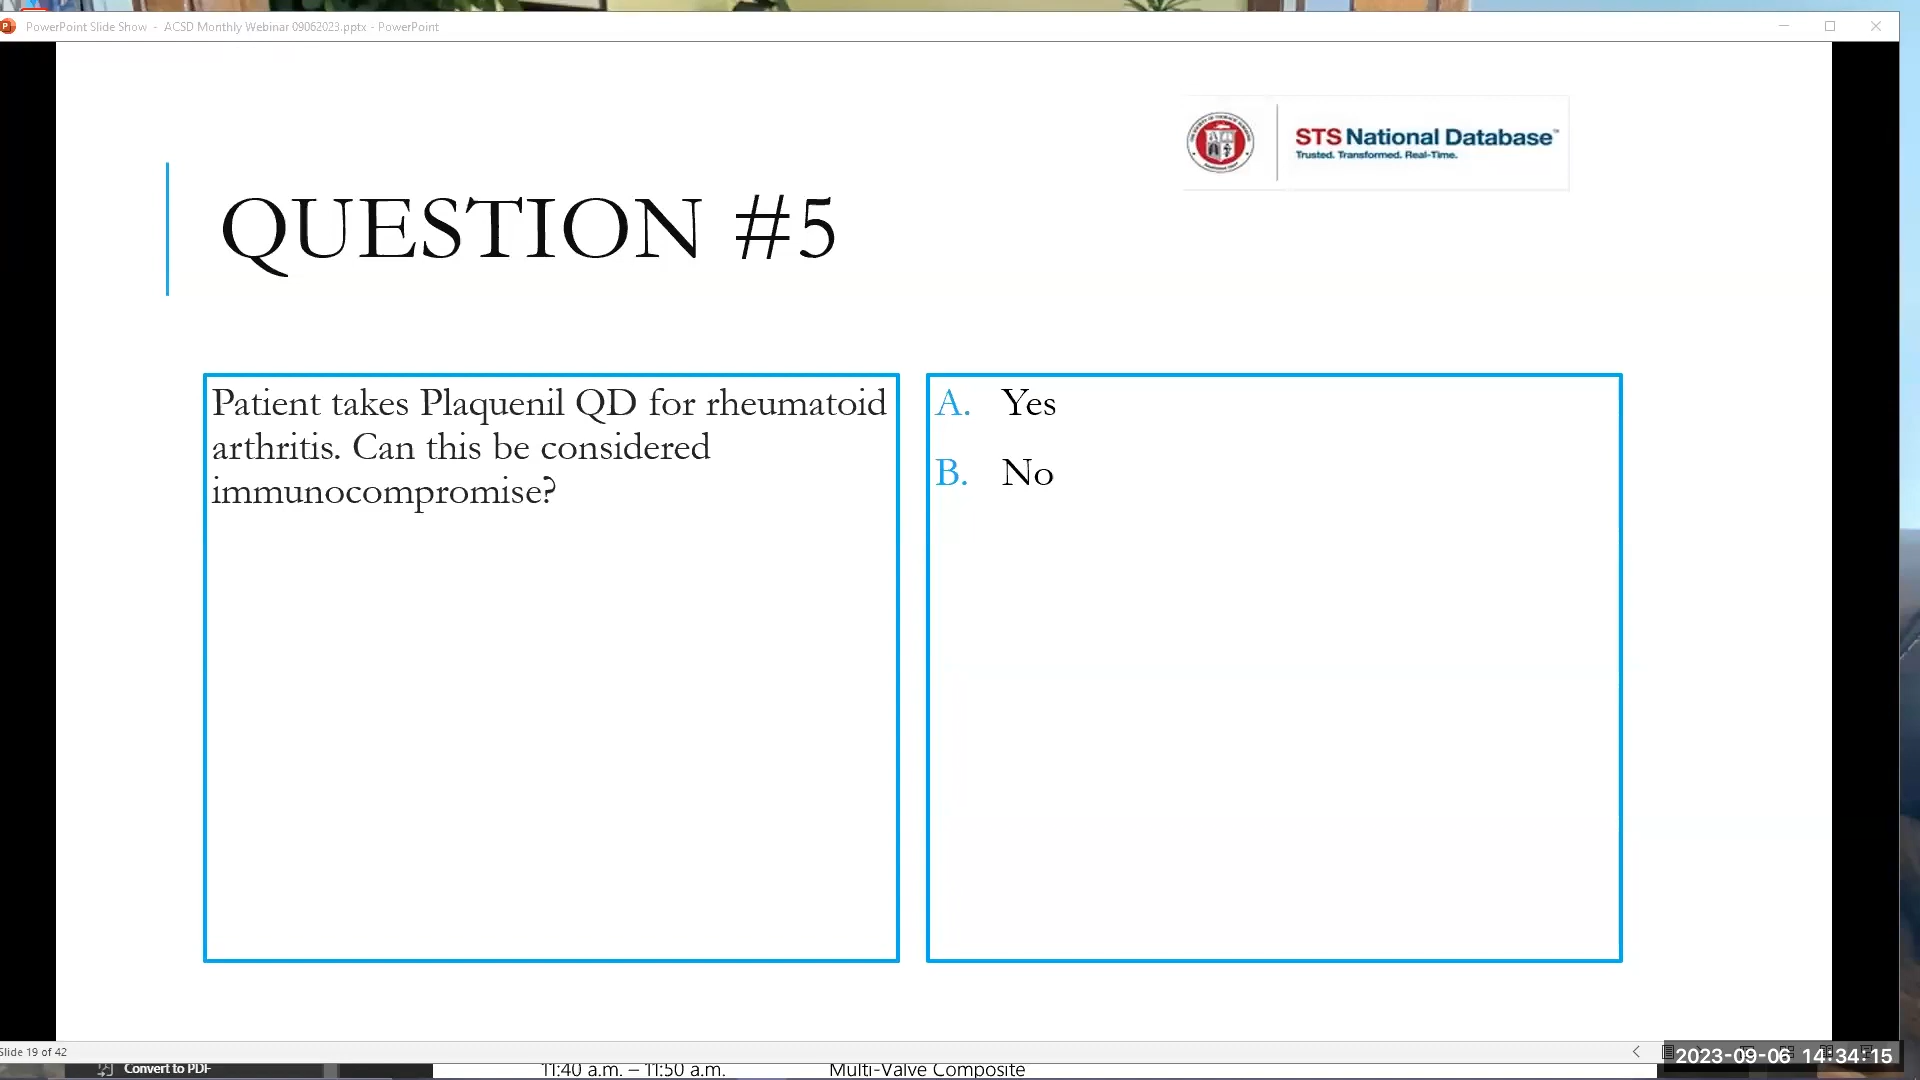 PowerPoint Slide Show - ACSD Monthly Webinar 09062023.pptx - PowerPoint
STS National Database™
Trusted. Transformed. Real-Time.
QUESTION #5
Patient takes Plaquenil QD for rheumatoid
arthritis. Can this be considered
immunocompromise?
A. Yes
B. No
Slide 19 of 42
2023-09-06 14:34:15
Convert to PDF
11:40 a.m. – 11:50 a.m. Multi-Valve Composite